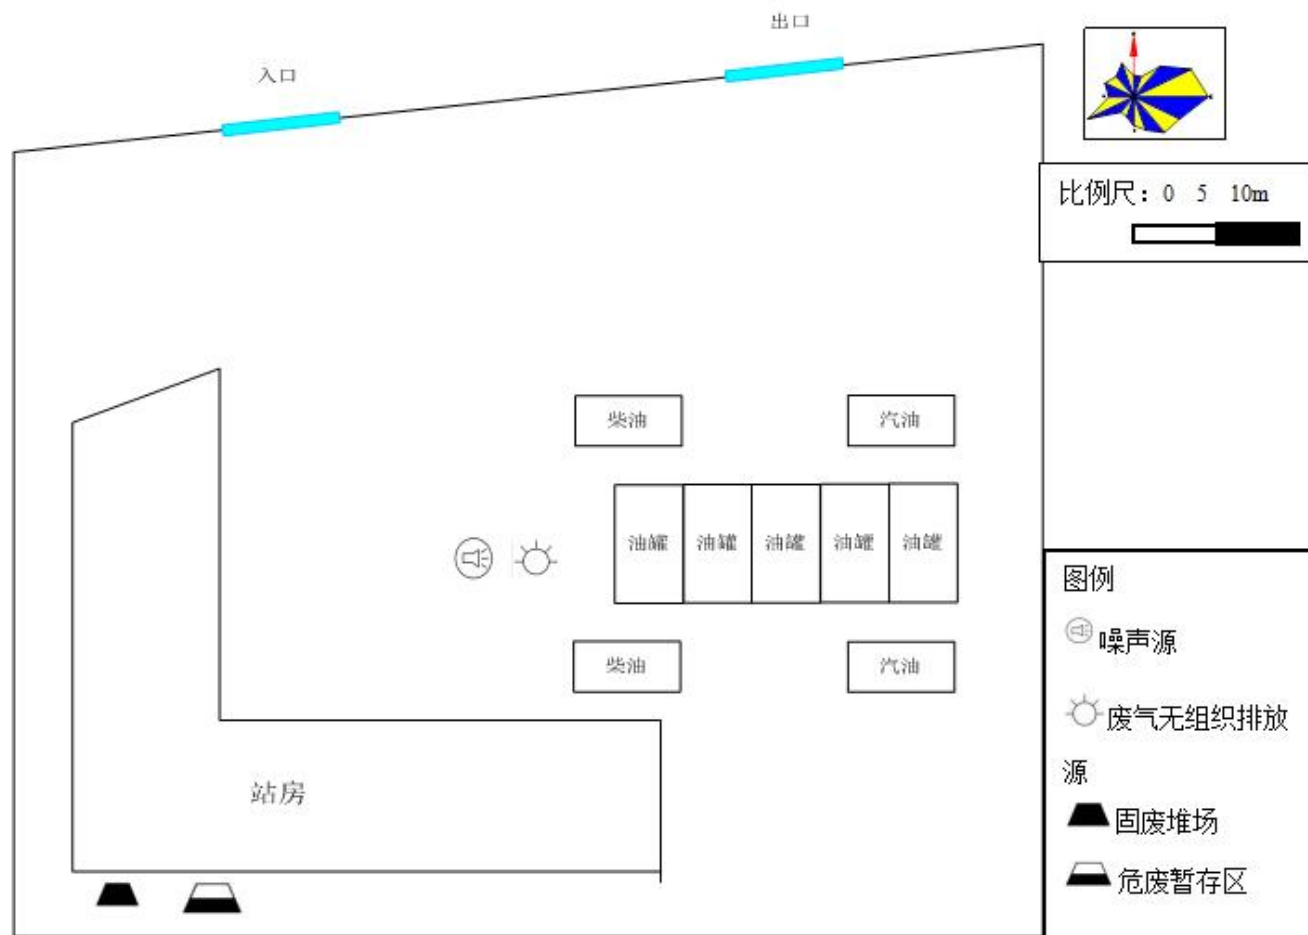 出口
入口
比例尺：0 5 10m
柴油
汽油
油罐 油罐 油罐 油罐 油罐
柴油
汽油
站房
图例
噪声源
废气无组织排放
源
固废堆场
危废暂存区